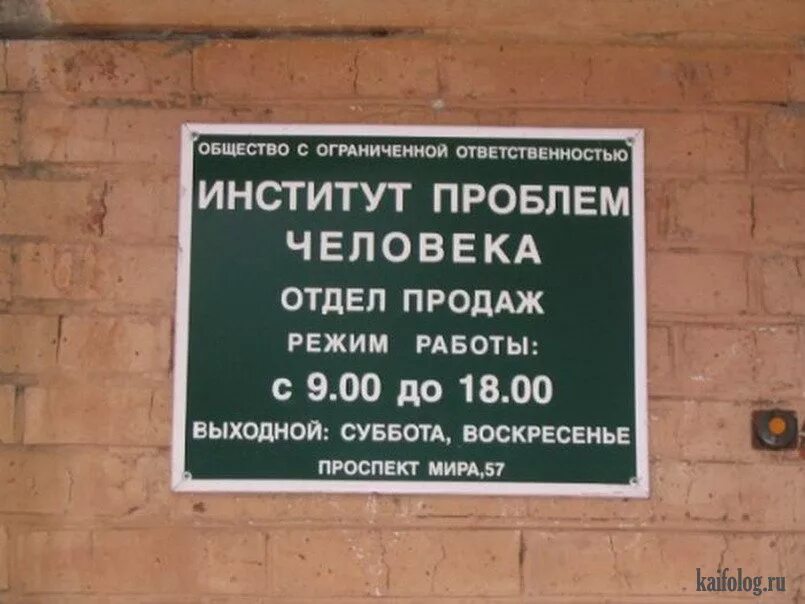 ОБЩЕСТВО С ОГРАНИЧЕННОЙ ОТВЕТСТВЕННОСТЬЮ
ИНСТИТУТ ПРОБЛЕМ
ЧЕЛОВЕКА
ОТДЕЛ ПРОДАЖ
РЕЖИМ РАБОТЫ:
с 9.00 до 18.00
ВЫХОДНОЙ: СУББОТА, ВОСКРЕСЕНЬЕ
ПРОСПЕКТ МИРА,57
kaifolog.ru